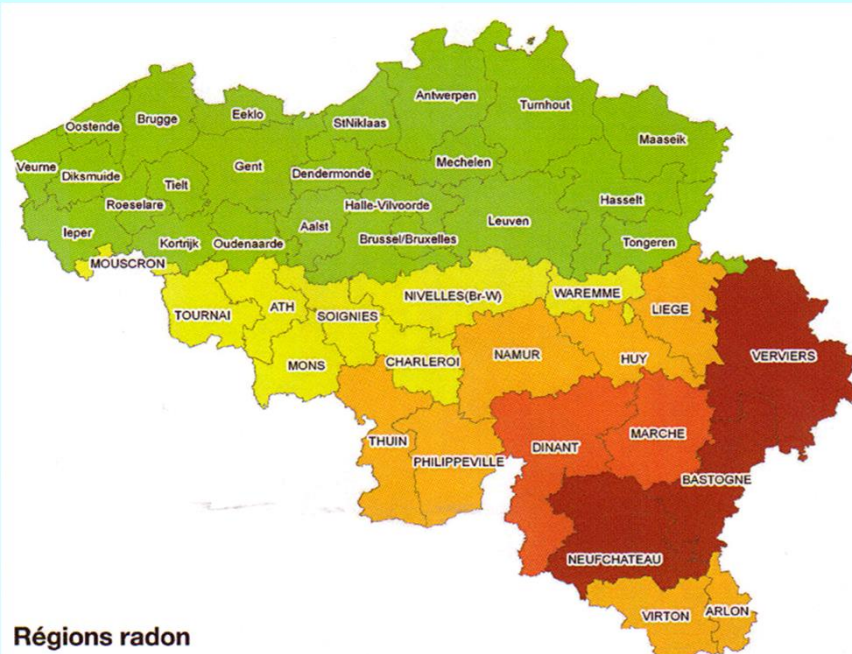 Antwerpen
Turnhout
Eeklo
Brugge
StNiklaas
Oostende
Maaseik
Mechelen
Gent
Veurne
Dendermonde
Diksmuide
Tielt
Hasselt
Roeselare
Halle-Vilvoorde
Leuven
Aalst
Ieper
Brussel/Bruxelles
Kortrijk
Oudenaarde
Tongeren
MOUSCRON
WAREMME
NIVELLES(Br-W)
ATH
LIEGE
TOURNAI
SOIGNIES
NAMUR
VERVIERS
HUY
CHARLEROI
MONS
MARCHE
THUIN
DINANT
PHILIPPEVILLE
BASTOGNE
NEUFCHATEAU
ARLON
VIRTON
Régions radon